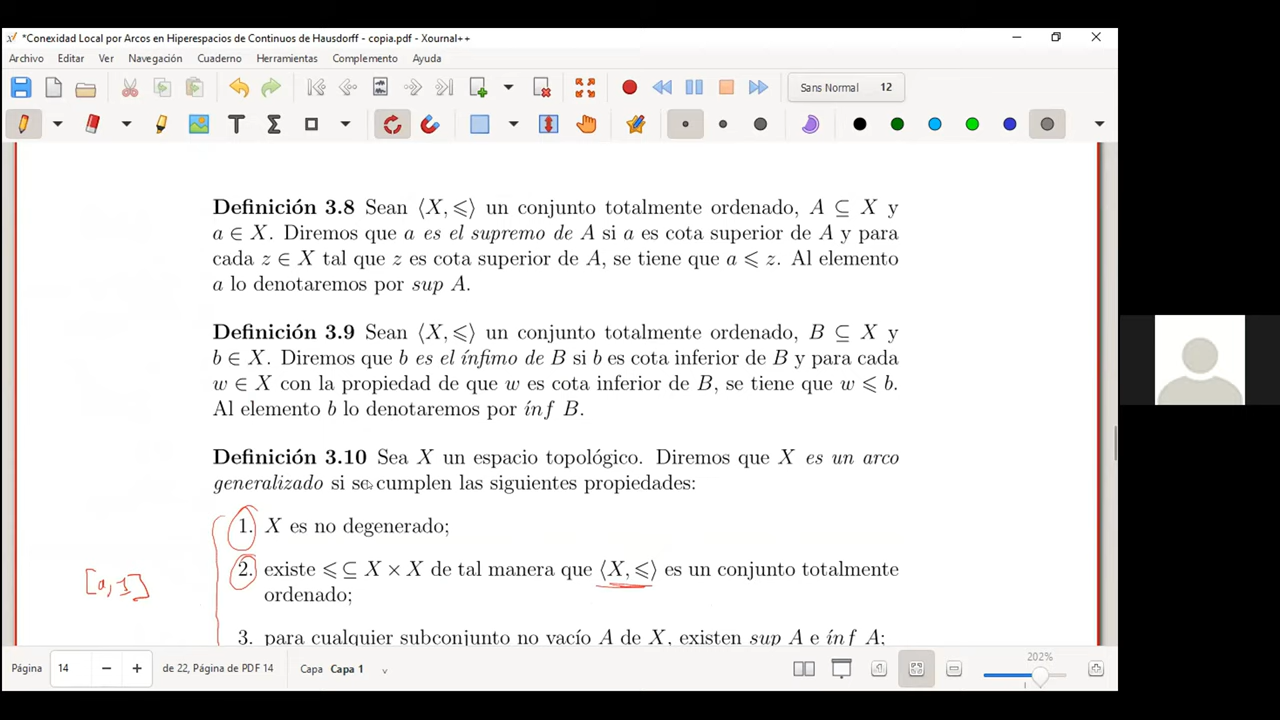 *Conexidad Local por Arcos en Hiperespacios de Continuos de Hausdorff - copia.pdf - Xournal++
Archivo Editar Ver Navegación Cuaderno Herramientas Complemento Ayuda
Sans Normal 12
Definición 3.8 Sean ⟨X, ⩽⟩ un conjunto totalmente ordenado, A ⊆ X y
a ∈ X. Diremos que a es el supremo de A si a es cota superior de A y para
cada z ∈ X tal que z es cota superior de A, se tiene que a ⩽ z. Al elemento
a lo denotaremos por sup A.
Definición 3.9 Sean ⟨X, ⩽⟩ un conjunto totalmente ordenado, B ⊆ X y
b ∈ X. Diremos que b es el ínfimo de B si b es cota inferior de B y para cada
w ∈ X con la propiedad de que w es cota inferior de B, se tiene que w ⩽ b.
Al elemento b lo denotaremos por ínf B.
Definición 3.10 Sea X un espacio topológico. Diremos que X es un arco
generalizado si se cumplen las siguientes propiedades:
1. X es no degenerado;
2. existe ⩽ ⊆ X × X de tal manera que ⟨X, ⩽⟩ es un conjunto totalmente
ordenado;
3. para cualquier subconjunto no vacío A de X, existen sup A e ínf A;
Página 14 de 22, Página de PDF 14 Capa Capa 1 202%